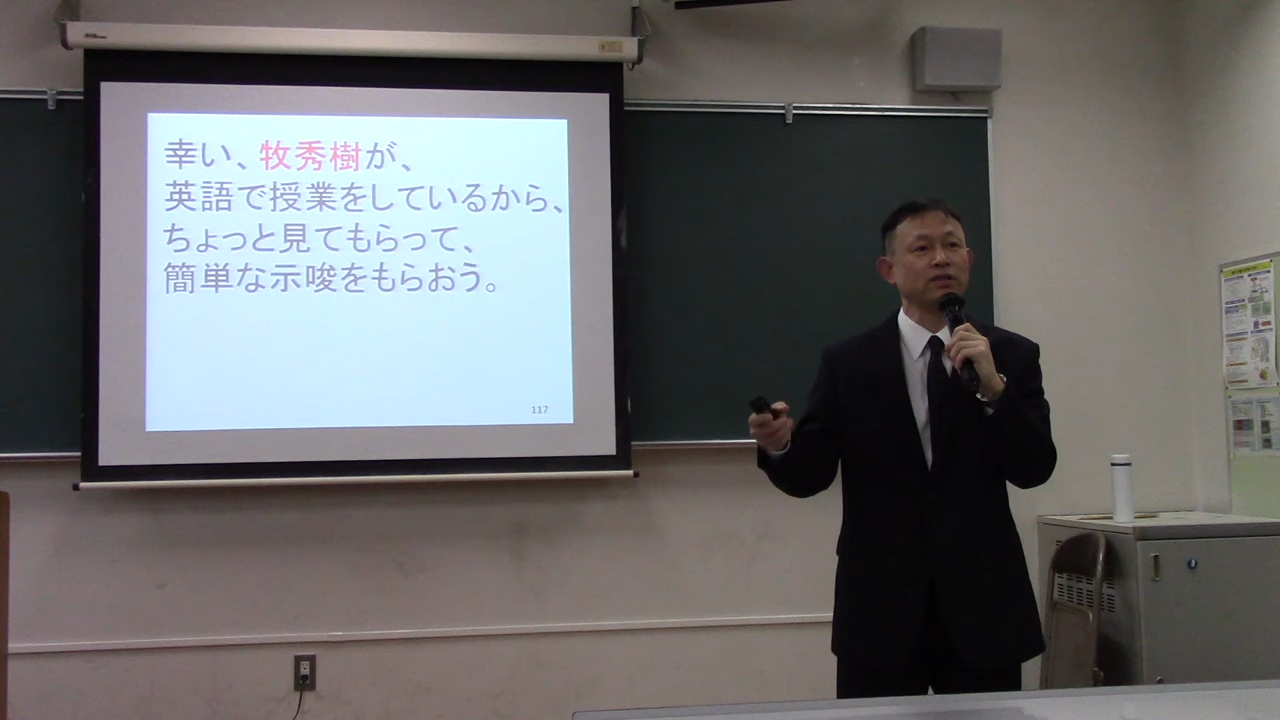 幸い、牧秀樹が、
英語で授業をしているから、
ちょっと見てもらって、
簡単な示唆をもらおう。
117